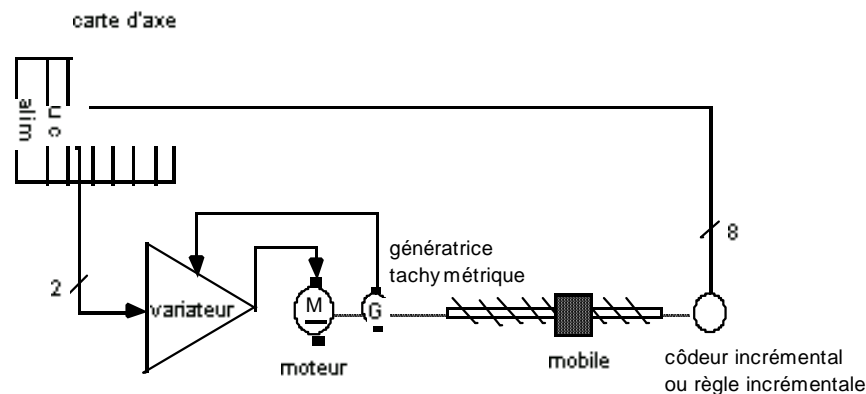 carte d'axe
alim
u c
8
génératrice
tachy métrique
2
variateur
M
G
moteur
mobile
côdeur incrémental
ou règle incrémentale